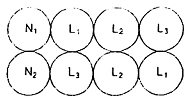 N₁ L₁ L₂ L₃
N₂ L₃ L₂ L₁